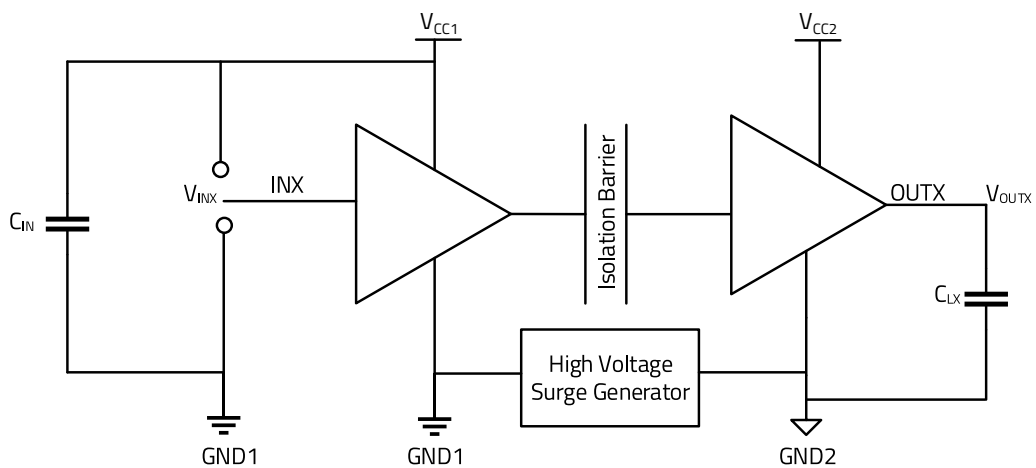 VCC1
VCC2
INX
VINX
CIN
Isolation Barrier
OUTX
VOUTX
CLX
High Voltage
Surge Generator
GND1
GND1
GND2